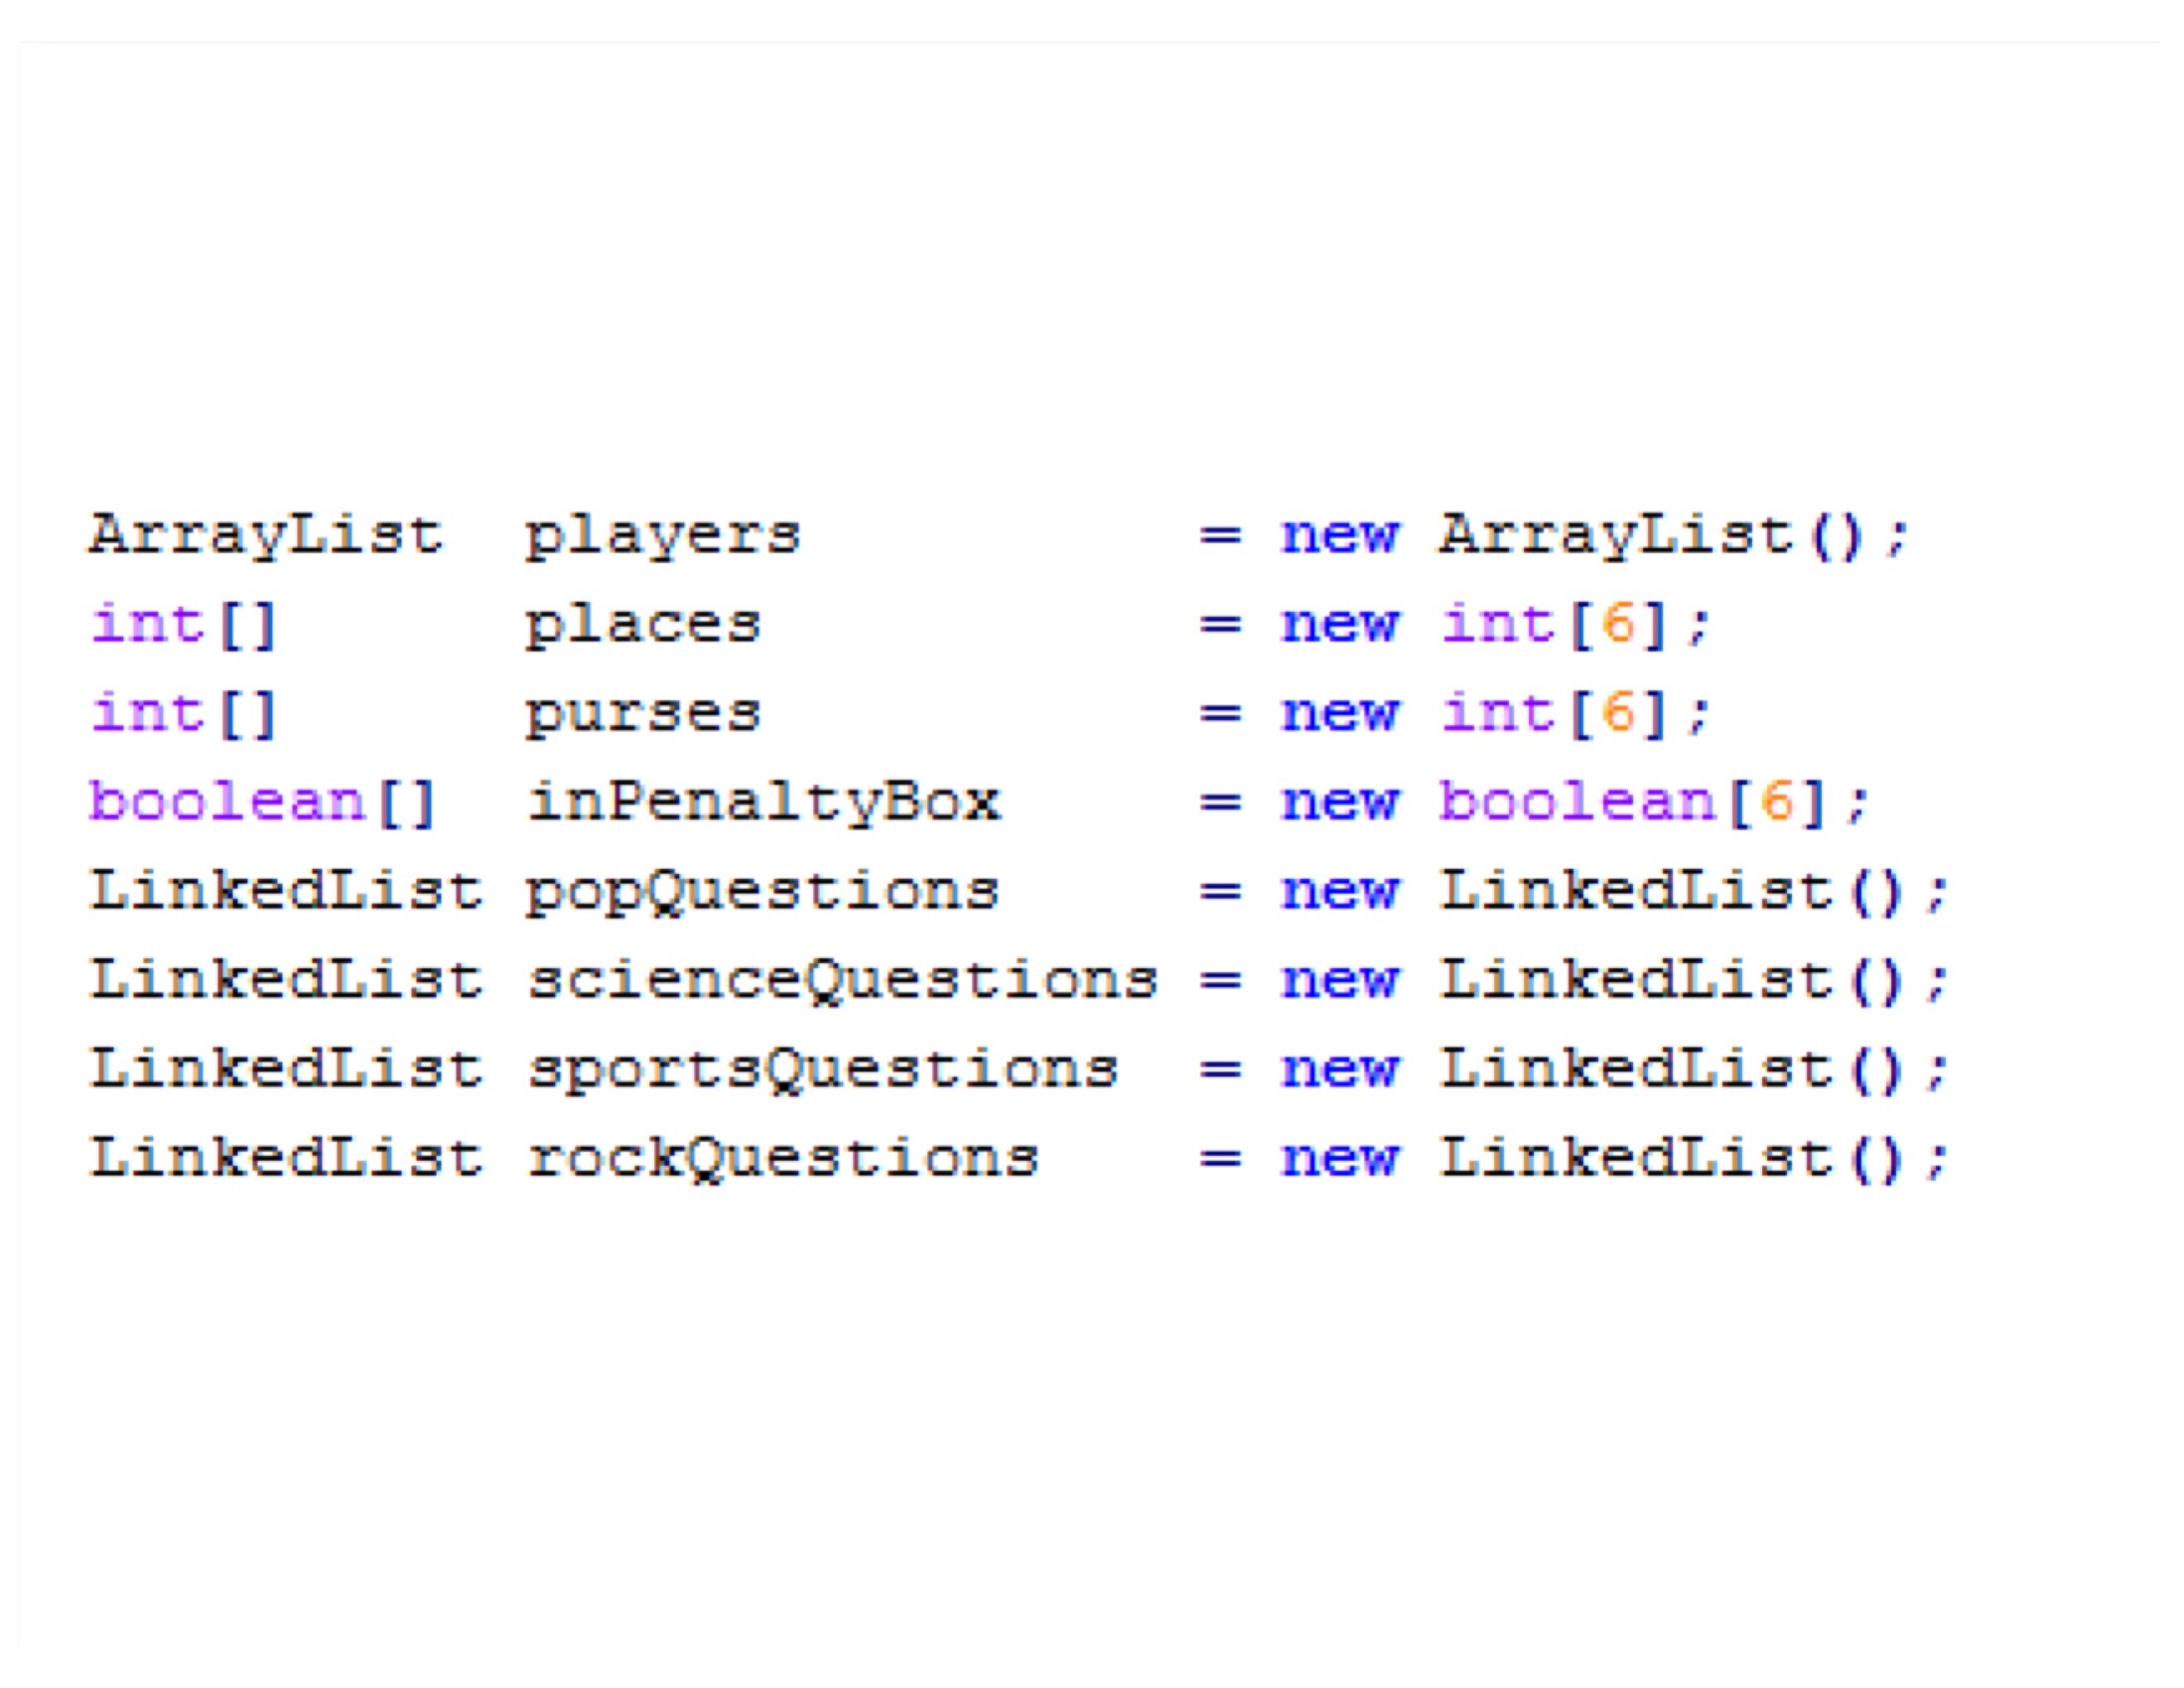 ArrayList  players          = new ArrayList();
int[]      places           = new int[6];
int[]      purses           = new int[6];
boolean[]  inPenaltyBox     = new boolean[6];
LinkedList popQuestions     = new LinkedList();
LinkedList scienceQuestions = new LinkedList();
LinkedList sportsQuestions  = new LinkedList();
LinkedList rockQuestions    = new LinkedList();